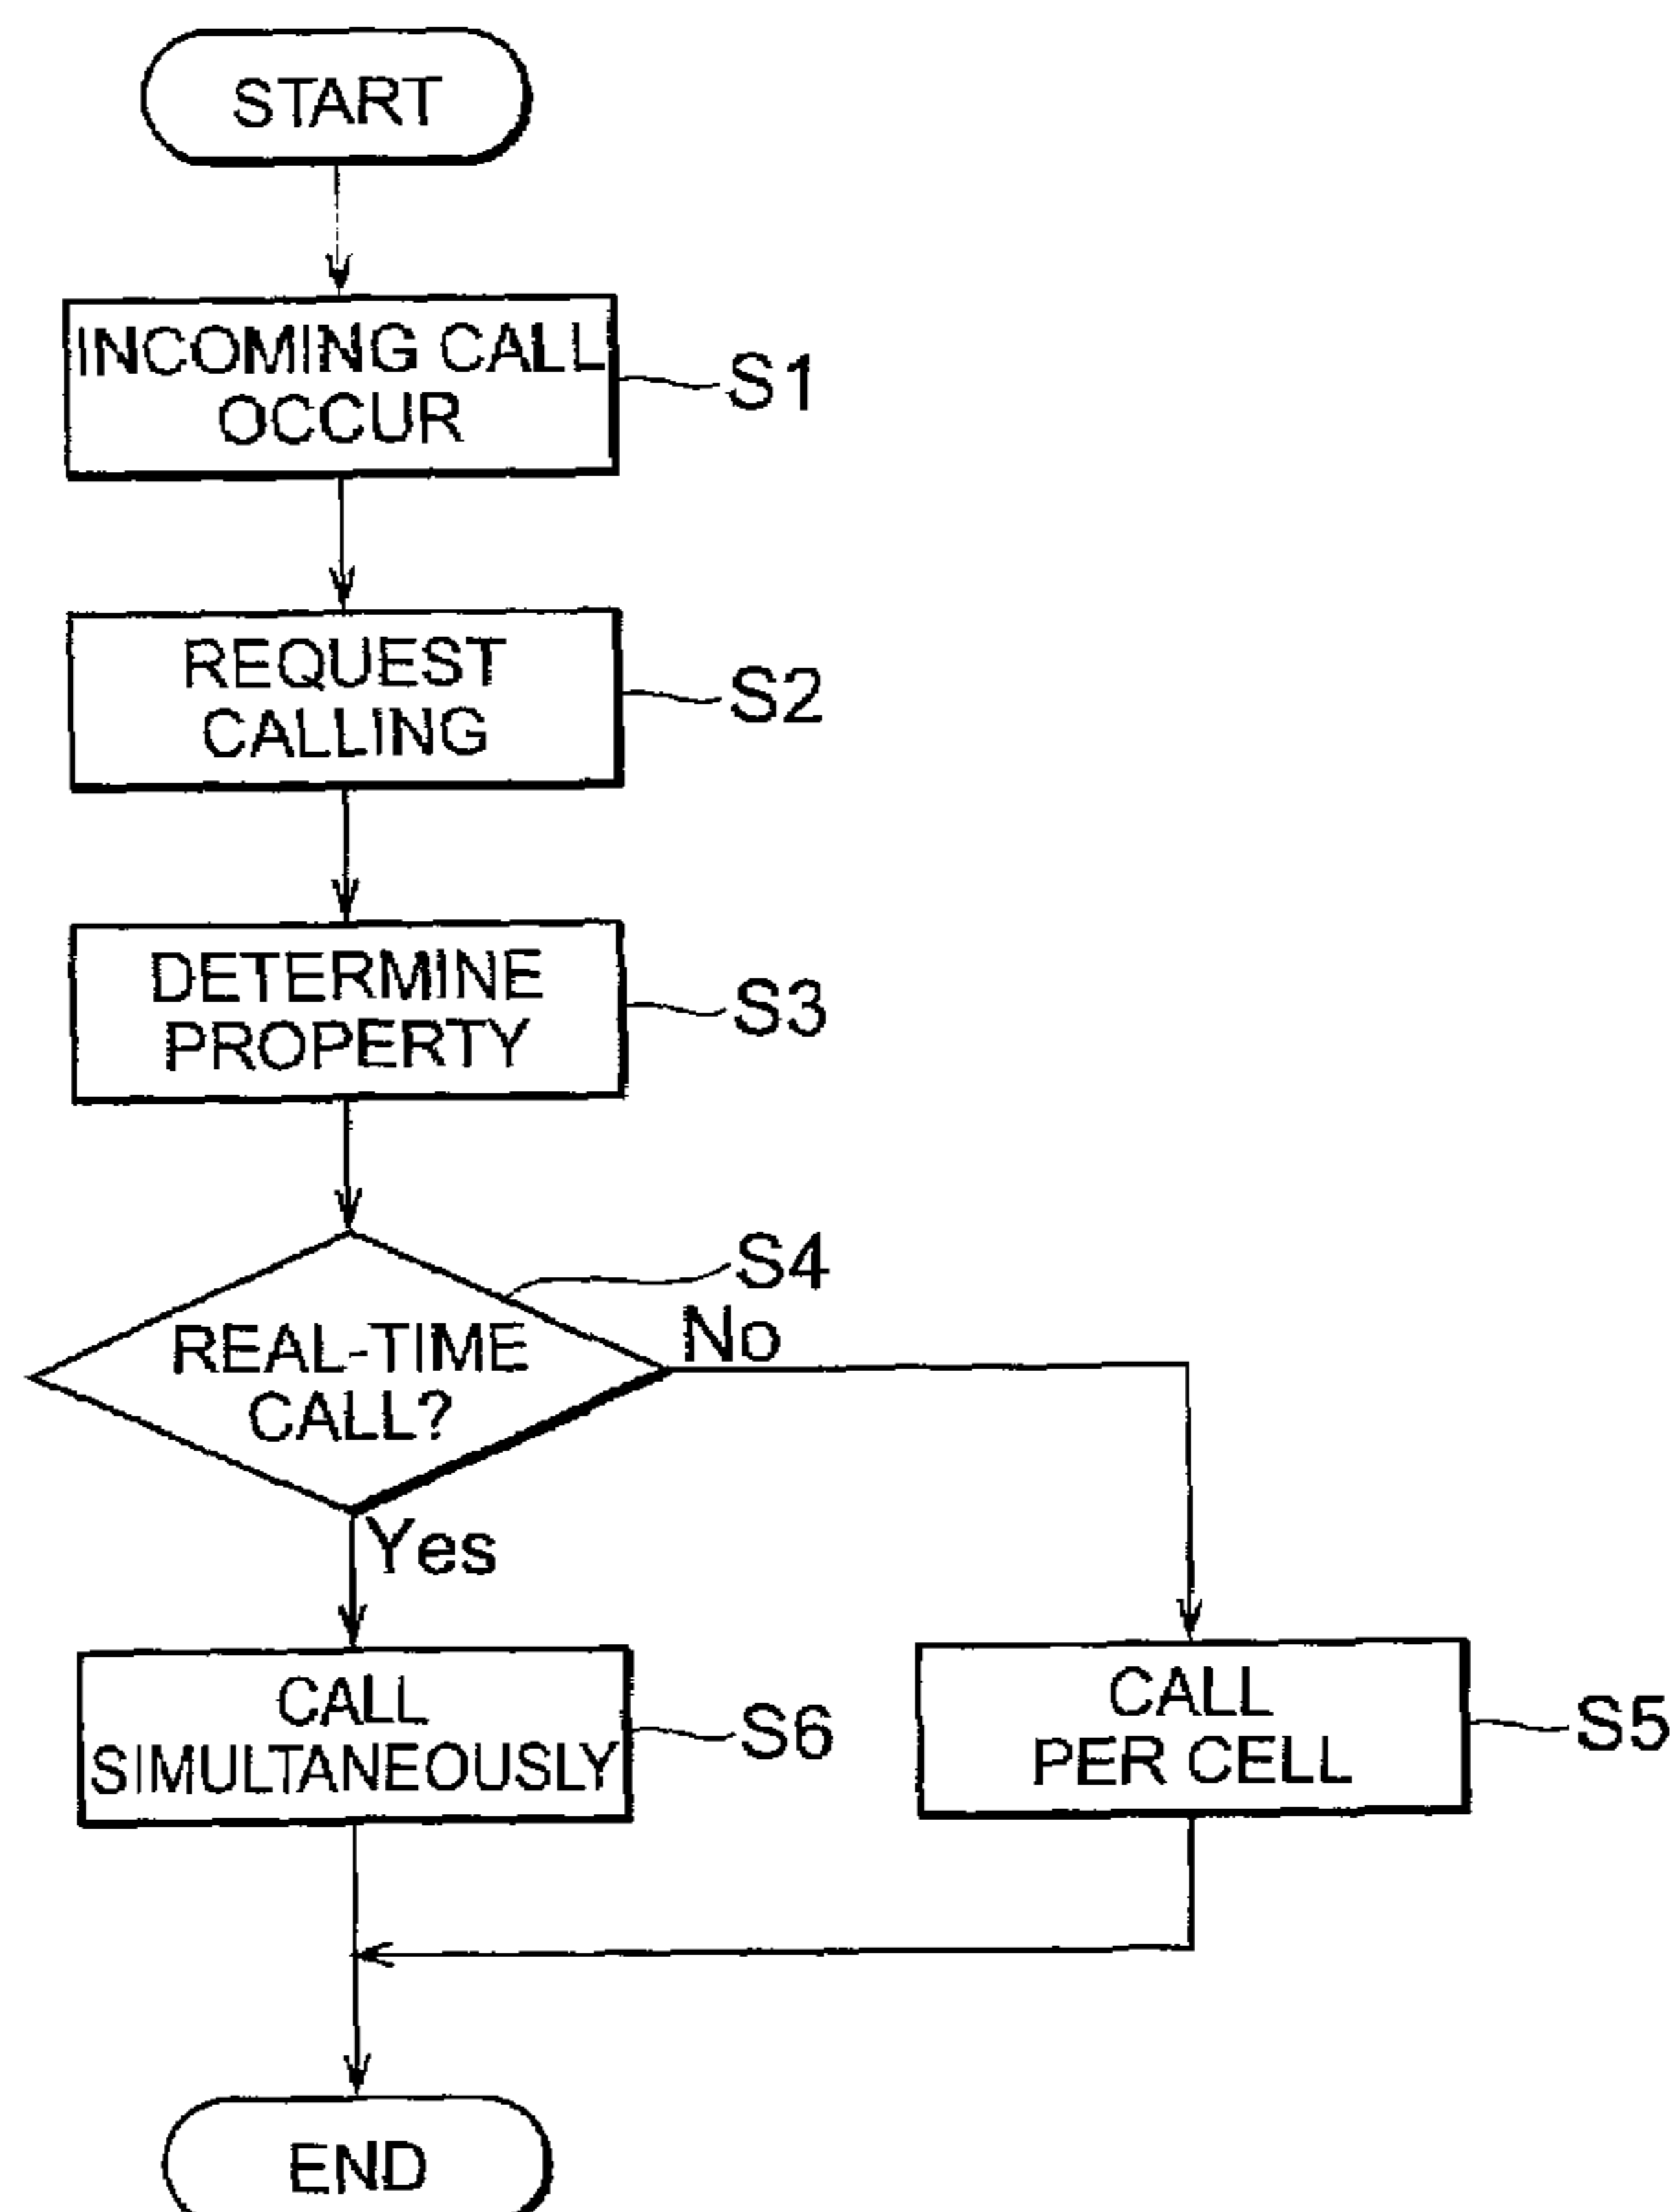 START
INCOMING CALL
OCCUR
S1
REQUEST
CALLING
S2
DETERMINE
PROPERTY
S3
S4
REAL-TIME
CALL?
No
Yes
CALL
SIMULTANEOUSLY
S6
CALL
PER CELL
S5
END